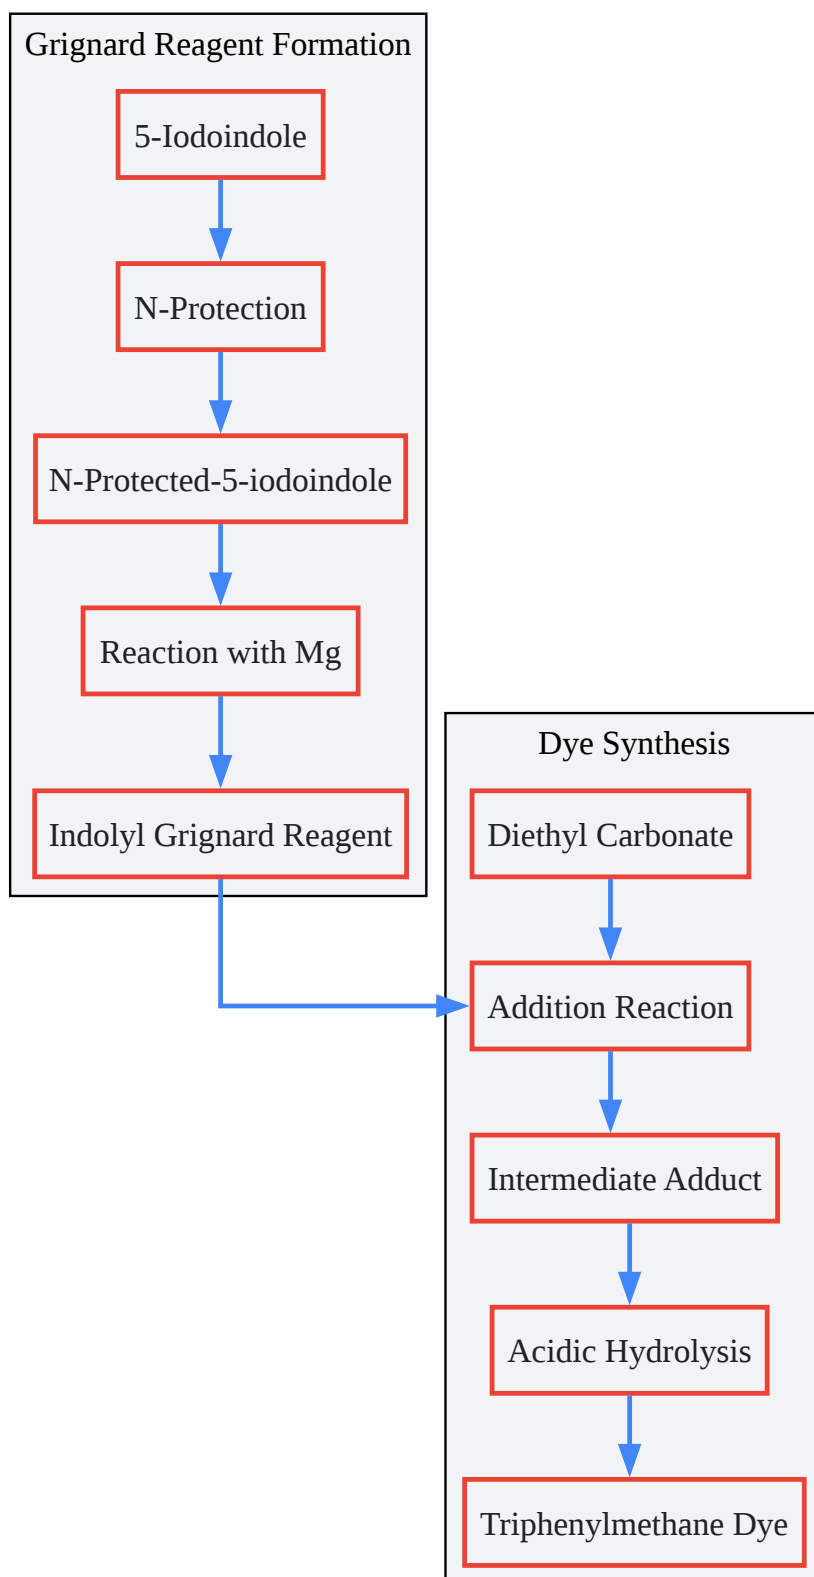 Grignard Reagent Formation
5-Iodoindole
N-Protection
N-Protected-5-iodoindole
Reaction with Mg
Indolyl Grignard Reagent
Dye Synthesis
Diethyl Carbonate
Addition Reaction
Intermediate Adduct
Acidic Hydrolysis
Triphenylmethane Dye